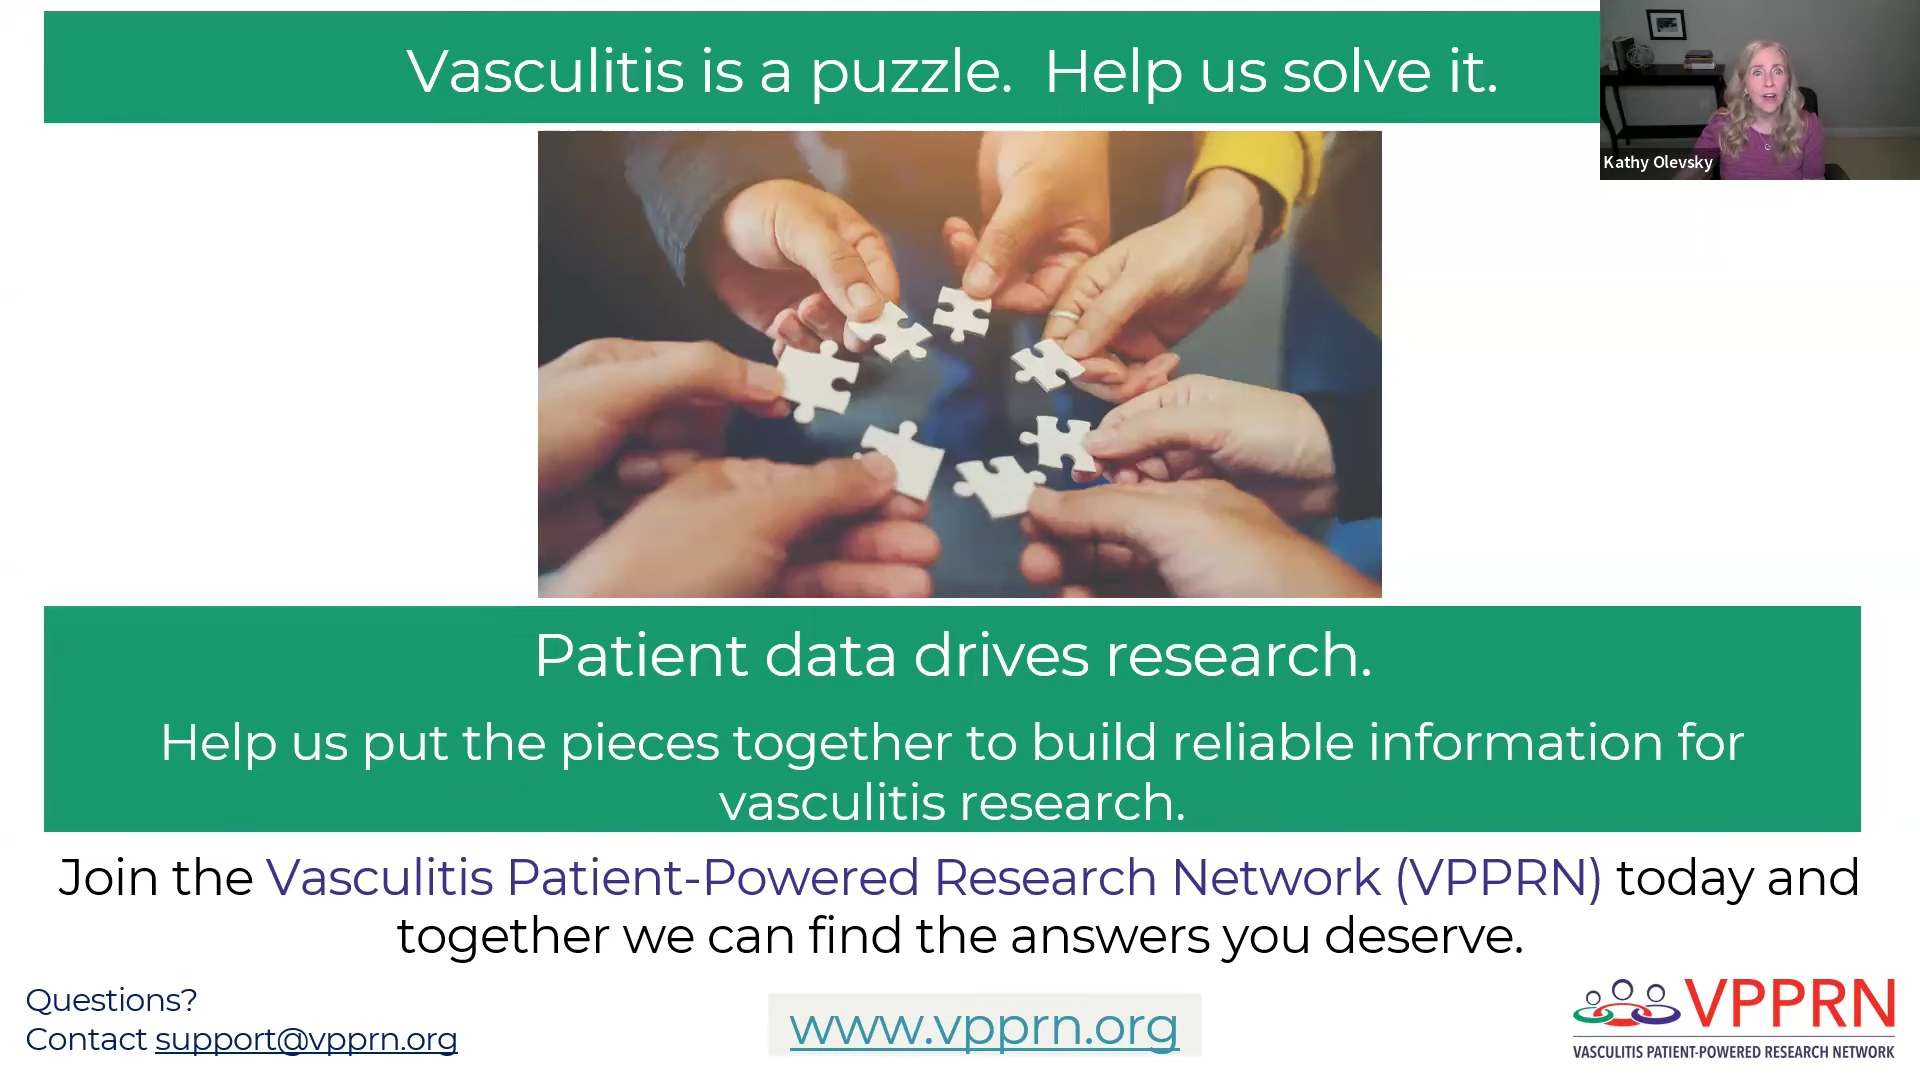 Vasculitis is a puzzle.  Help us solve it.
Kathy Olevsky
Patient data drives research.
Help us put the pieces together to build reliable information for
vasculitis research.
Join the Vasculitis Patient-Powered Research Network (VPPRN) today and
together we can find the answers you deserve.
Questions?
Contact support@vpprn.org
www.vpprn.org
VPPRN
VASCULITIS PATIENT-POWERED RESEARCH NETWORK